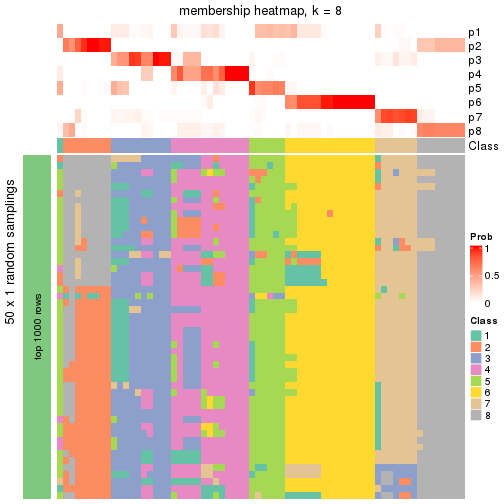 membership heatmap, k = 8
p1
p2
p3
p4
p5
p6
p7
p8
Class
50 x 1 random samplings
top 1000 rows
Prob
1
0.5
0
Class
1
2
3
4
5
6
7
8